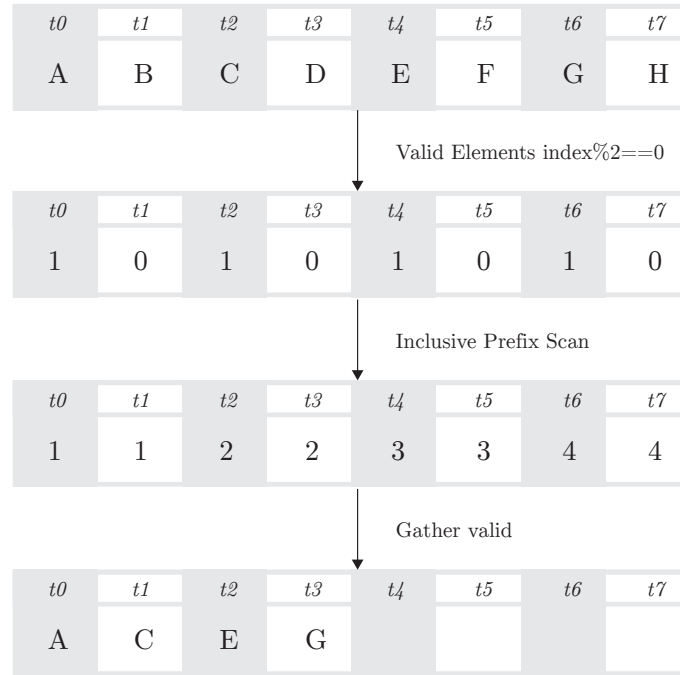 t0 t1 t2 t3 t4 t5 t6 t7
A B C D E F G H
Valid Elements index%2==0
t0 t1 t2 t3 t4 t5 t6 t7
1 0 1 0 1 0 1 0
Inclusive Prefix Scan
t0 t1 t2 t3 t4 t5 t6 t7
1 1 2 2 3 3 4 4
Gather valid
t0 t1 t2 t3 t4 t5 t6 t7
A C E G